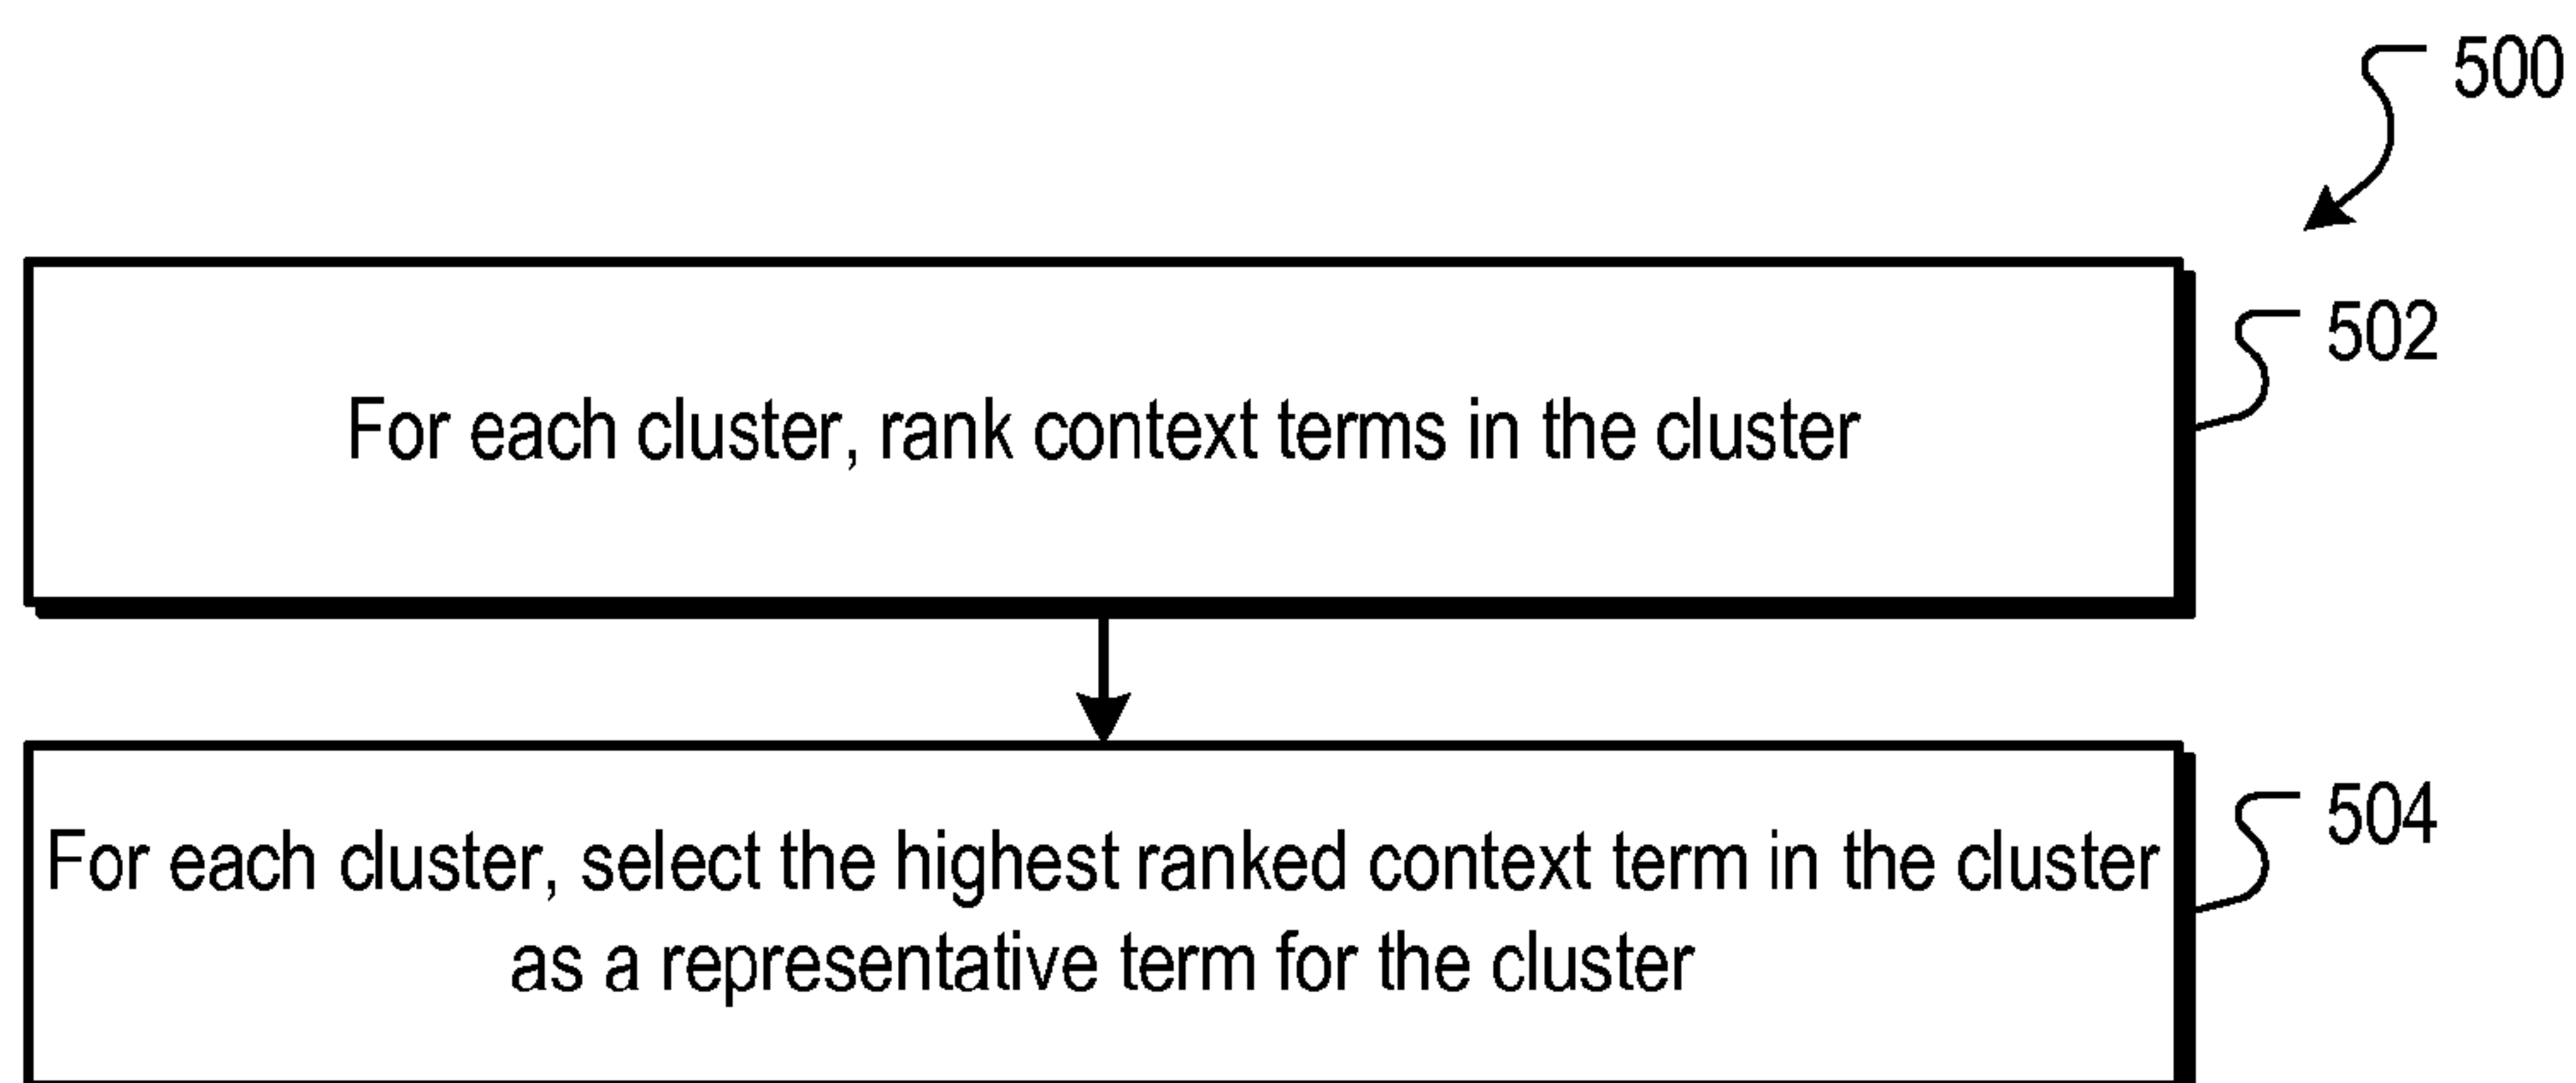 500
502
For each cluster, rank context terms in the cluster
504
For each cluster, select the highest ranked context term in the cluster
as a representative term for the cluster